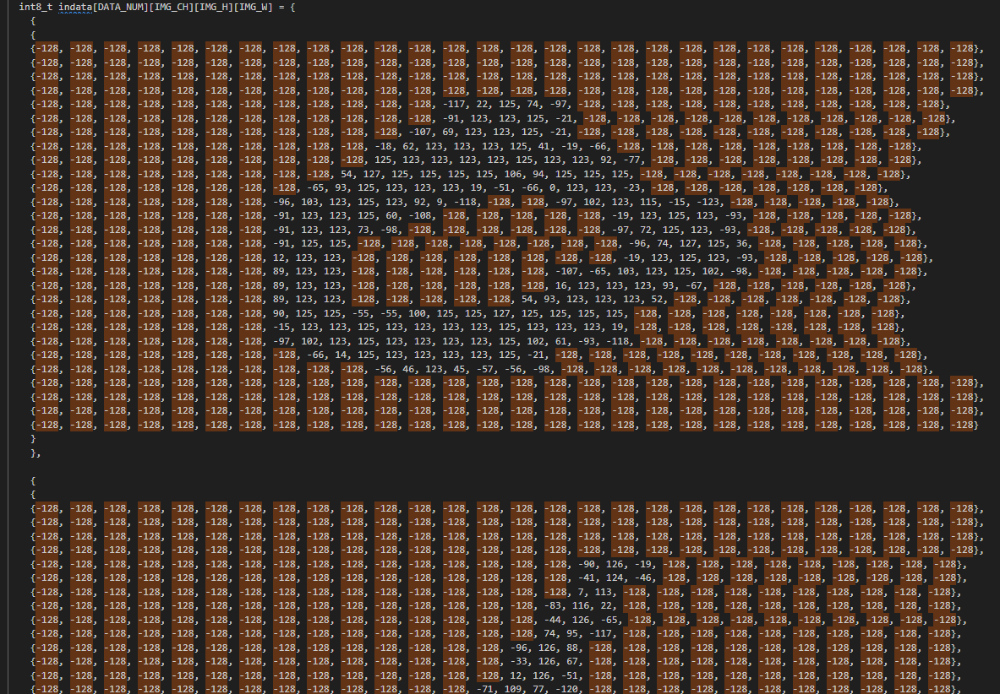 int8_t indata[DATA_NUM][IMG_CH][IMG_H][IMG_W] = {
{
{
{-128, -128, -128, -128, -128, -128, -128, -128, -128, -128, -128, -128, -128, -128, -128, -128, -128, -128, -128, -128, -128, -128, -128, -128, -128, -128, -128, -128},
{-128, -128, -128, -128, -128, -128, -128, -128, -128, -128, -128, -128, -128, -128, -128, -128, -128, -128, -128, -128, -128, -128, -128, -128, -128, -128, -128, -128},
{-128, -128, -128, -128, -128, -128, -128, -128, -128, -128, -128, -128, -128, -128, -128, -128, -128, -128, -128, -128, -128, -128, -128, -128, -128, -128, -128, -128},
{-128, -128, -128, -128, -128, -128, -128, -128, -128, -128, -128, -128, -128, -128, -128, -128, -128, -128, -128, -128, -128, -128, -128, -128, -128, -128, -128, -128},
{-128, -128, -128, -128, -128, -128, -128, -128, -128, -128, -128, -128, -117, 22, 125, 74, -97, -128, -128, -128, -128, -128, -128, -128, -128, -128, -128, -128},
{-128, -128, -128, -128, -128, -128, -128, -128, -128, -128, -128, -128, -91, 123, 123, 125, -21, -128, -128, -128, -128, -128, -128, -128, -128, -128, -128, -128},
{-128, -128, -128, -128, -128, -128, -128, -128, -128, -128, -128, -107, 69, 123, 123, 125, -21, -128, -128, -128, -128, -128, -128, -128, -128, -128, -128, -128},
{-128, -128, -128, -128, -128, -128, -128, -128, -128, -128, -18, 62, 123, 123, 123, 125, 41, -19, -66, -128, -128, -128, -128, -128, -128, -128, -128, -128},
{-128, -128, -128, -128, -128, -128, -128, -128, -128, -128, 125, 123, 123, 123, 123, 125, 123, 123, 92, -77, -128, -128, -128, -128, -128, -128, -128, -128},
{-128, -128, -128, -128, -128, -128, -128, -128, -128, 54, 127, 125, 125, 125, 125, 106, 94, 125, 125, 125, -128, -128, -128, -128, -128, -128, -128, -128},
{-128, -128, -128, -128, -128, -128, -128, -128, -65, 93, 125, 123, 123, 123, 19, -51, -66, 0, 123, 123, -23, -128, -128, -128, -128, -128, -128, -128},
{-128, -128, -128, -128, -128, -128, -128, -96, 103, 123, 125, 123, 92, 9, -118, -128, -128, -97, 102, 123, 115, -15, -123, -128, -128, -128, -128, -128},
{-128, -128, -128, -128, -128, -128, -128, -91, 123, 123, 125, 60, -108, -128, -128, -128, -128, -128, -19, 123, 125, 123, -93, -128, -128, -128, -128, -128},
{-128, -128, -128, -128, -128, -128, -128, -91, 123, 123, 73, -98, -128, -128, -128, -128, -128, -128, -97, 72, 125, 123, -93, -128, -128, -128, -128, -128},
{-128, -128, -128, -128, -128, -128, -128, -91, 125, 125, -128, -128, -128, -128, -128, -128, -128, -128, -96, 74, 127, 125, 36, -128, -128, -128, -128, -128},
{-128, -128, -128, -128, -128, -128, -128, 12, 123, 123, -128, -128, -128, -128, -128, -128, -128, -128, -19, 123, 125, 123, -93, -128, -128, -128, -128, -128},
{-128, -128, -128, -128, -128, -128, -128, 89, 123, 123, -128, -128, -128, -128, -128, -128, -107, -65, 103, 123, 125, 102, -98, -128, -128, -128, -128, -128},
{-128, -128, -128, -128, -128, -128, -128, 89, 123, 123, -128, -128, -128, -128, -128, -128, 16, 123, 123, 123, 93, -67, -128, -128, -128, -128, -128, -128},
{-128, -128, -128, -128, -128, -128, -128, 89, 123, 123, -128, -128, -128, -128, -128, 54, 93, 123, 123, 123, 52, -128, -128, -128, -128, -128, -128, -128},
{-128, -128, -128, -128, -128, -128, -128, 90, 125, 125, -55, -55, 100, 125, 125, 127, 125, 125, 125, 125, -128, -128, -128, -128, -128, -128, -128, -128},
{-128, -128, -128, -128, -128, -128, -128, -15, 123, 123, 125, 123, 123, 123, 123, 125, 123, 123, 123, 19, -128, -128, -128, -128, -128, -128, -128, -128},
{-128, -128, -128, -128, -128, -128, -128, -97, 102, 123, 125, 123, 123, 123, 123, 125, 102, 61, -93, -118, -128, -128, -128, -128, -128, -128, -128, -128},
{-128, -128, -128, -128, -128, -128, -128, -128, -66, 14, 125, 123, 123, 123, 123, 125, -21, -128, -128, -128, -128, -128, -128, -128, -128, -128, -128, -128},
{-128, -128, -128, -128, -128, -128, -128, -128, -128, -128, -56, 46, 123, 45, -57, -56, -98, -128, -128, -128, -128, -128, -128, -128, -128, -128, -128, -128},
{-128, -128, -128, -128, -128, -128, -128, -128, -128, -128, -128, -128, -128, -128, -128, -128, -128, -128, -128, -128, -128, -128, -128, -128, -128, -128, -128, -128},
{-128, -128, -128, -128, -128, -128, -128, -128, -128, -128, -128, -128, -128, -128, -128, -128, -128, -128, -128, -128, -128, -128, -128, -128, -128, -128, -128, -128},
{-128, -128, -128, -128, -128, -128, -128, -128, -128, -128, -128, -128, -128, -128, -128, -128, -128, -128, -128, -128, -128, -128, -128, -128, -128, -128, -128, -128},
{-128, -128, -128, -128, -128, -128, -128, -128, -128, -128, -128, -128, -128, -128, -128, -128, -128, -128, -128, -128, -128, -128, -128, -128, -128, -128, -128, -128}
}
},
{
{
{-128, -128, -128, -128, -128, -128, -128, -128, -128, -128, -128, -128, -128, -128, -128, -128, -128, -128, -128, -128, -128, -128, -128, -128, -128, -128, -128, -128},
{-128, -128, -128, -128, -128, -128, -128, -128, -128, -128, -128, -128, -128, -128, -128, -128, -128, -128, -128, -128, -128, -128, -128, -128, -128, -128, -128, -128},
{-128, -128, -128, -128, -128, -128, -128, -128, -128, -128, -128, -128, -128, -128, -128, -128, -128, -128, -128, -128, -128, -128, -128, -128, -128, -128, -128, -128},
{-128, -128, -128, -128, -128, -128, -128, -128, -128, -128, -128, -128, -128, -128, -128, -128, -128, -128, -128, -128, -128, -128, -128, -128, -128, -128, -128, -128},
{-128, -128, -128, -128, -128, -128, -128, -128, -128, -128, -128, -128, -128, -128, -128, -128, -90, 126, -19, -128, -128, -128, -128, -128, -128, -128, -128, -128},
{-128, -128, -128, -128, -128, -128, -128, -128, -128, -128, -128, -128, -128, -128, -128, -128, -41, 124, -46, -128, -128, -128, -128, -128, -128, -128, -128, -128},
{-128, -128, -128, -128, -128, -128, -128, -128, -128, -128, -128, -128, -128, -128, -128, -128, 7, 113, -128, -128, -128, -128, -128, -128, -128, -128, -128, -128},
{-128, -128, -128, -128, -128, -128, -128, -128, -128, -128, -128, -128, -128, -128, -128, -83, 116, 22, -128, -128, -128, -128, -128, -128, -128, -128, -128, -128},
{-128, -128, -128, -128, -128, -128, -128, -128, -128, -128, -128, -128, -128, -128, -128, -44, 126, -65, -128, -128, -128, -128, -128, -128, -128, -128, -128, -128},
{-128, -128, -128, -128, -128, -128, -128, -128, -128, -128, -128, -128, -128, -128, -128, 74, 95, -117, -128, -128, -128, -128, -128, -128, -128, -128, -128, -128},
{-128, -128, -128, -128, -128, -128, -128, -128, -128, -128, -128, -128, -128, -128, -96, 126, 88, -128, -128, -128, -128, -128, -128, -128, -128, -128, -128, -128},
{-128, -128, -128, -128, -128, -128, -128, -128, -128, -128, -128, -128, -128, -128, -33, 126, 67, -128, -128, -128, -128, -128, -128, -128, -128, -128, -128, -128},
{-128, -128, -128, -128, -128, -128, -128, -128, -128, -128, -128, -128, -128, -128, 12, 126, -51, -128, -128, -128, -128, -128, -128, -128, -128, -128, -128, -128},
{-128, -128, -128, -128, -128, -128, -128, -128, -128, -128, -128, -128, -128, -71, 109, 77, -120, -128, -128, -128, -128, -128, -128, -128, -128, -128, -128, -128},